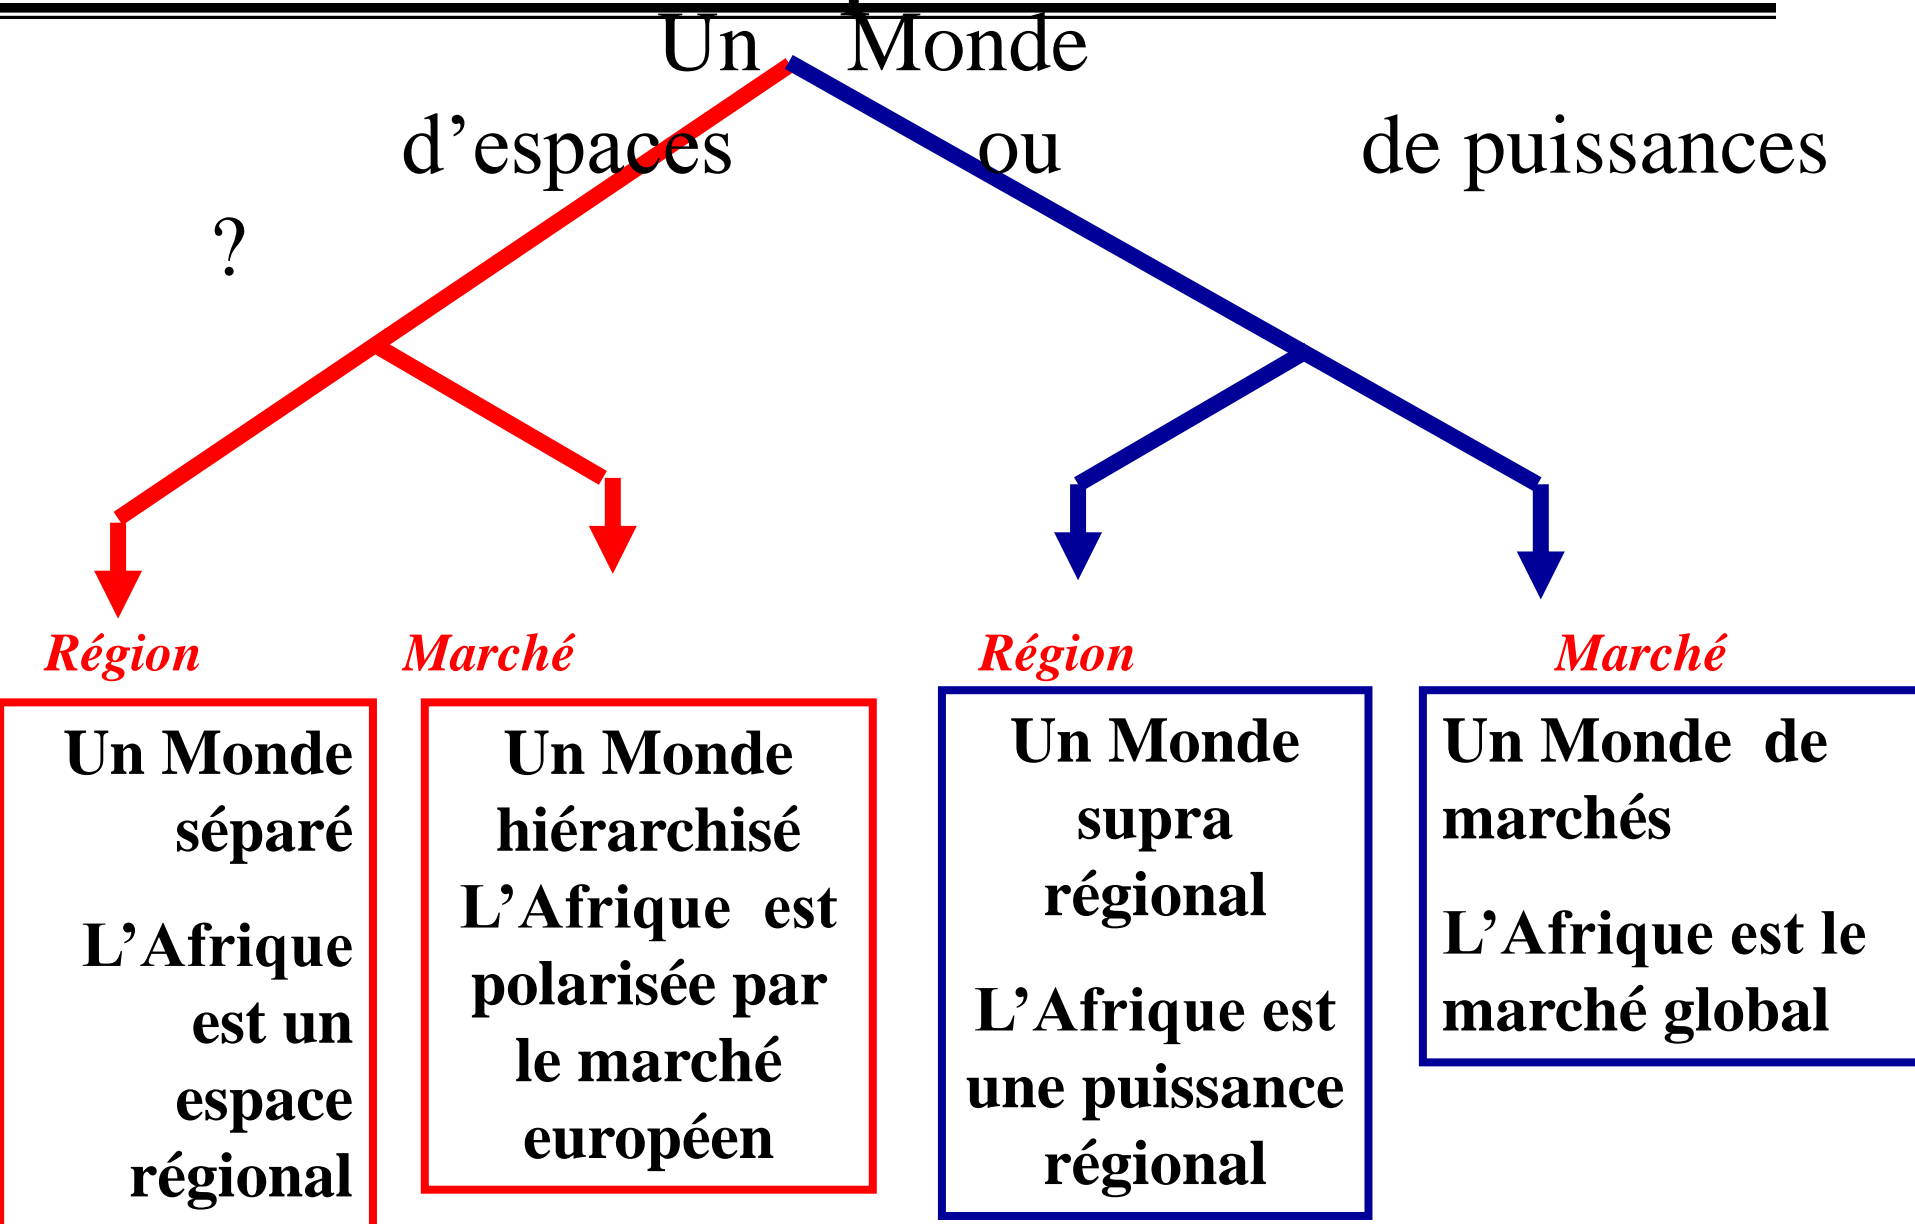 Un Monde
d’espaces ou de puissances
?
Région Marché Région Marché
Un Monde
séparé
L’Afrique
est un
espace
régional
Un Monde
hiérarchisé
L’Afrique est
polarisée par
le marché
européen
Un Monde
supra
régional
L’Afrique est
une puissance
régional
Un Monde de
marchés
L’Afrique est le
marché global